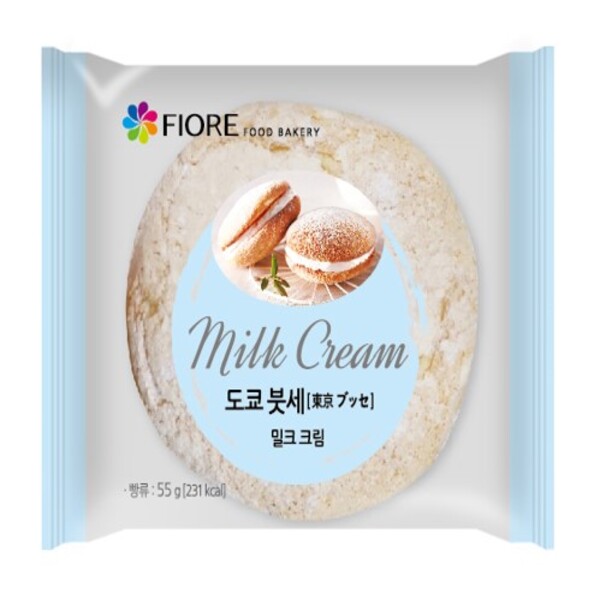 FIORE FOOD BAKERY
Milk Cream
도쿄 붓세 [東京 ブッセ]
밀크 크림
· 빵류 : 55 g [231 kcal]